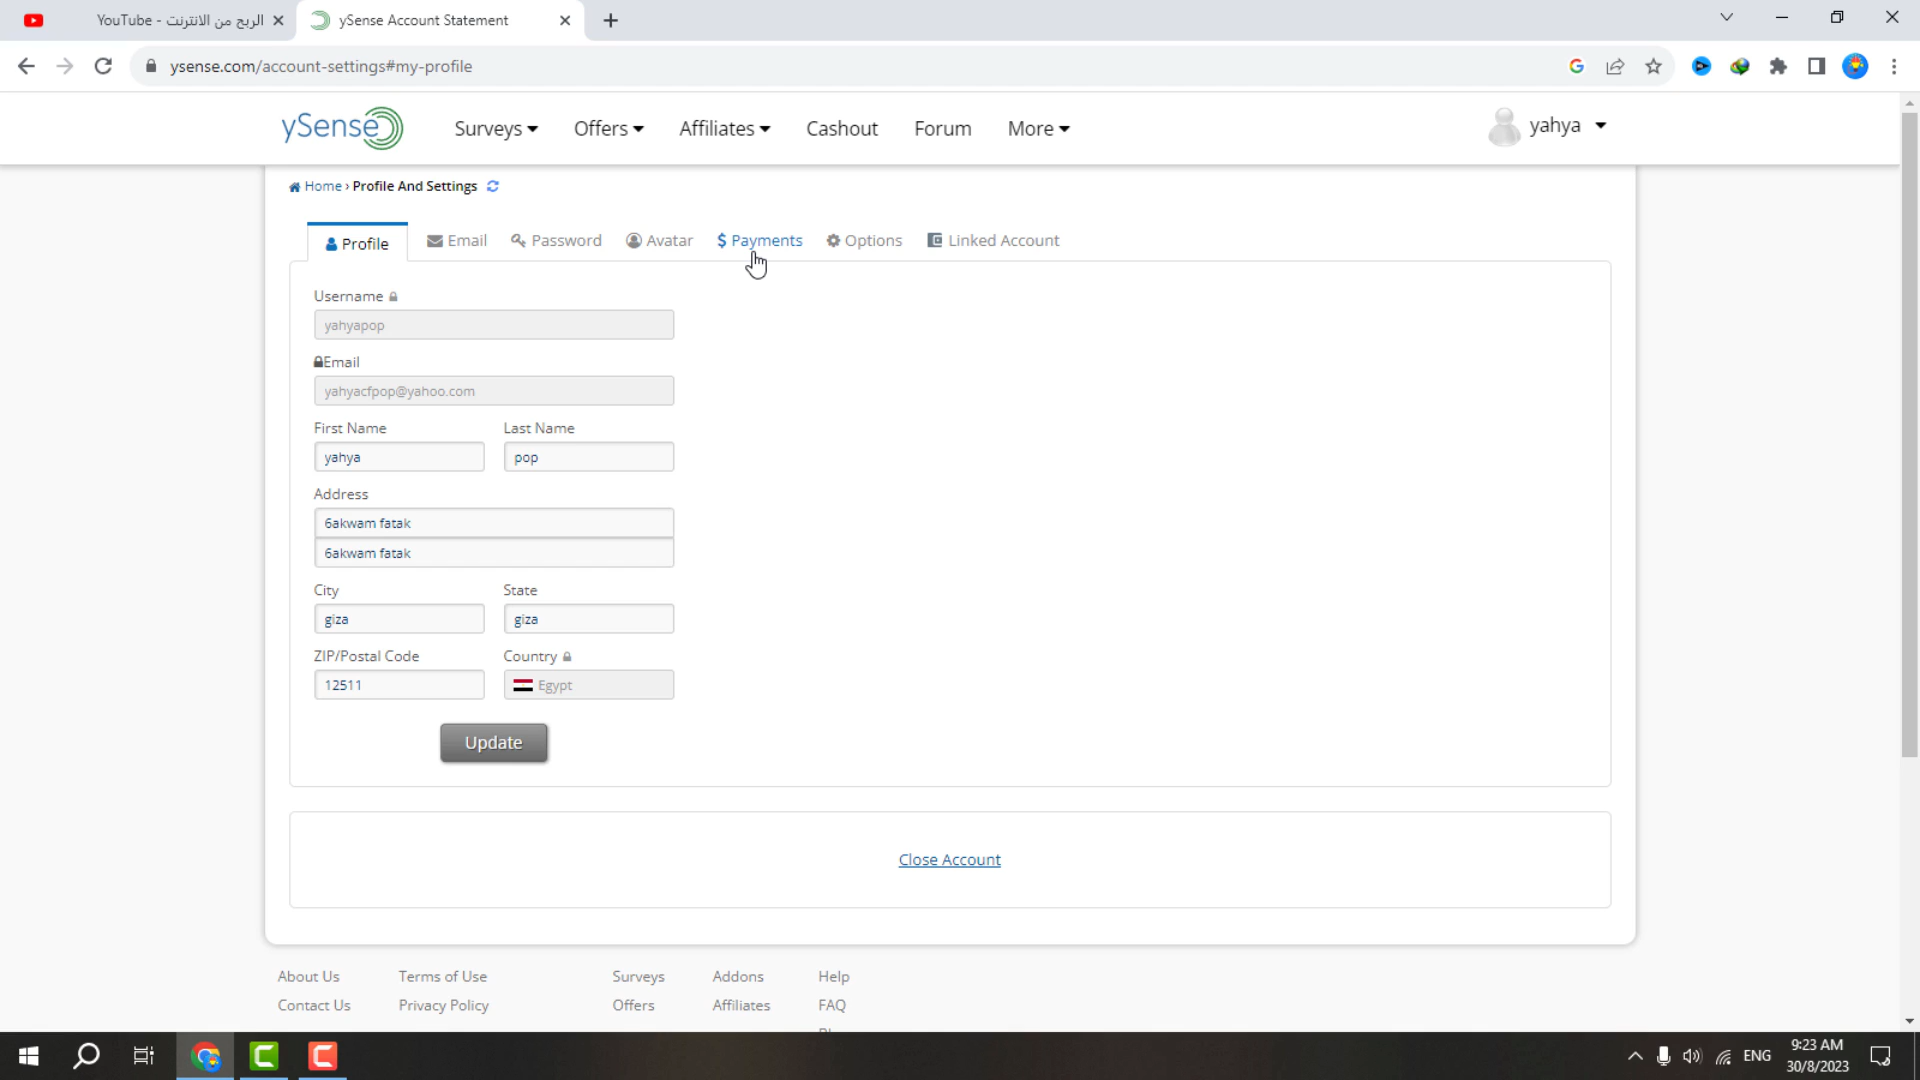 YouTube - الربح من الانترنت
ySense Account Statement
ysense.com/account-settings#my-profile
ySense
Surveys
Offers
Affiliates
Cashout
Forum
More
yahya
Home › Profile And Settings
Profile
Email
Password
Avatar
$ Payments
Options
Linked Account
Username
yahyapop
Email
yahyacfpop@yahoo.com
First Name
Last Name
yahya
pop
Address
6akwam fatak
6akwam fatak
City
State
giza
giza
ZIP/Postal Code
Country
12511
Egypt
Update
Close Account
About Us
Terms of Use
Surveys
Addons
Help
Contact Us
Privacy Policy
Offers
Affiliates
FAQ
ENG
9:23 AM
30/8/2023